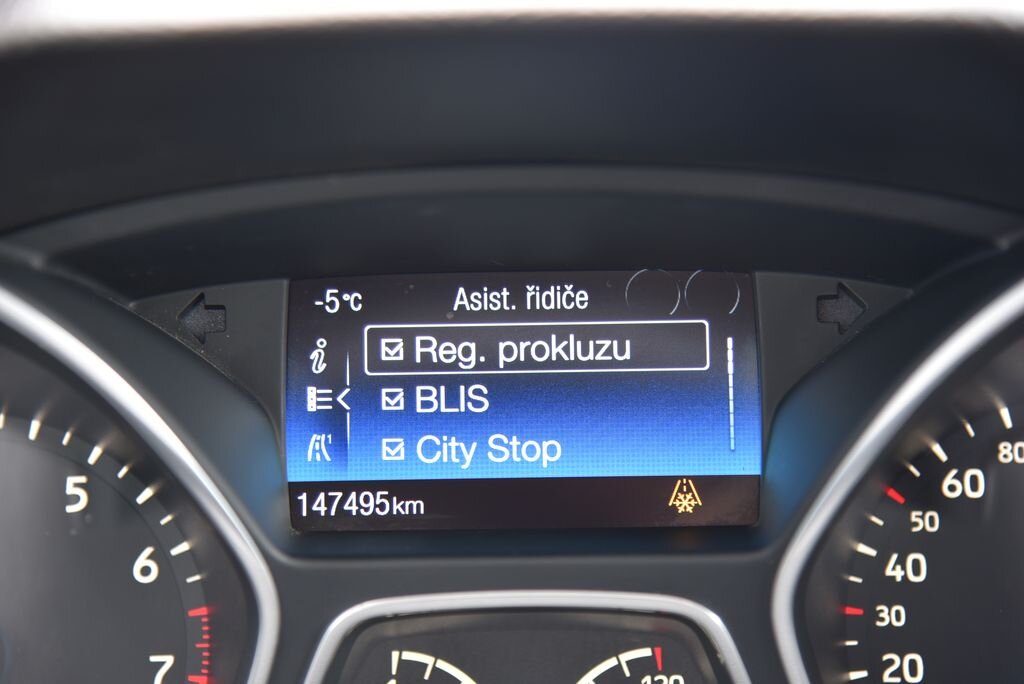 -5°C Asist. řidiče
Reg. prokluzu
BLIS
City Stop
147495km
5
6
7
80
60
50
40
30
20